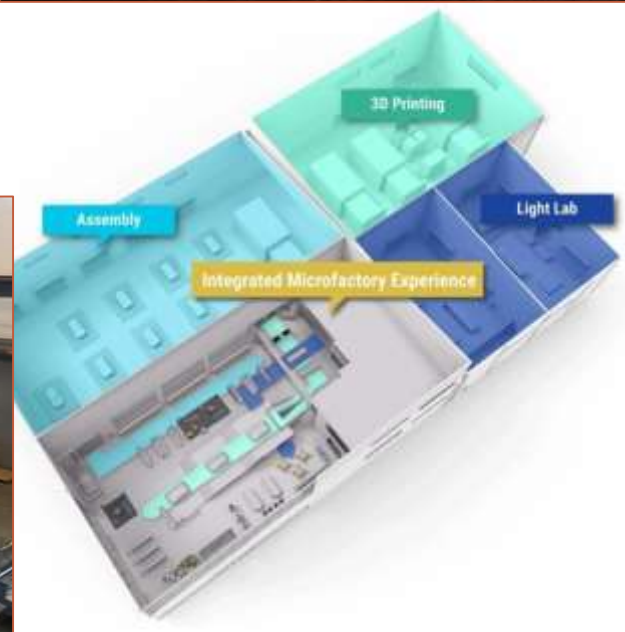 3D Printing
Light Lab
Assembly
Integrated Microfactory Experience